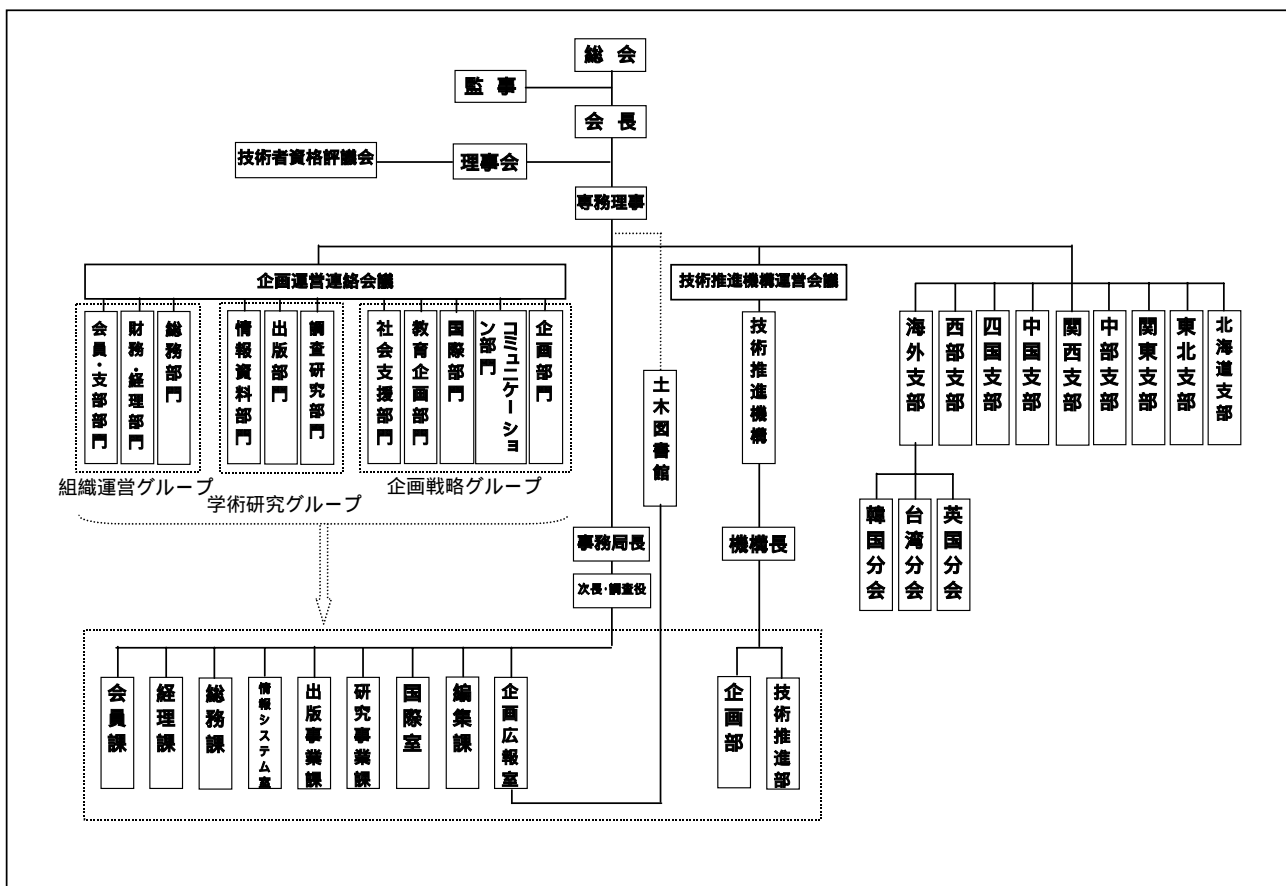 総会
監事
会長
技術者資格評議会
理事会
専務理事
企画運営連絡会議
技術推進機構運営会議
会員・支部部門
財務・経理部門
総務部門
情報資料部門
出版部門
調査研究部門
社会支援部門
教育企画部門
国際部門
コミュニケーショ
ン部門
企画部門
組織運営グループ
学術研究グループ
企画戦略グループ
土木図書館
技術推進機構
海外支部
西部支部
四国支部
中国支部
関西支部
中部支部
関東支部
東北支部
北海道支部
韓国分会
台湾分会
英国分会
事務局長
機構長
次長・調査役
会員課
経理課
総務課
情報システム室
出版事業課
研究事業課
国際室
編集課
企画広報室
企画部
技術推進部